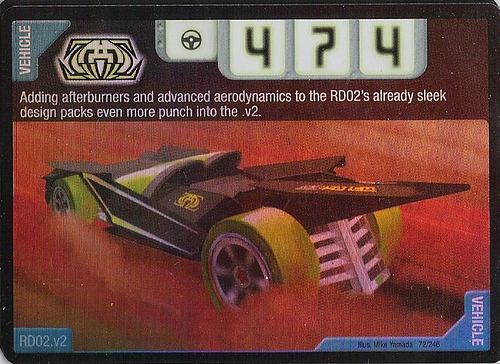 VEHICLE
4 7 4
Adding afterburners and advanced aerodynamics to the RD02's already sleek
design packs even more punch into the .v2.
RD02.v2
Illus. Mike Yamada 72/246
VEHICLE